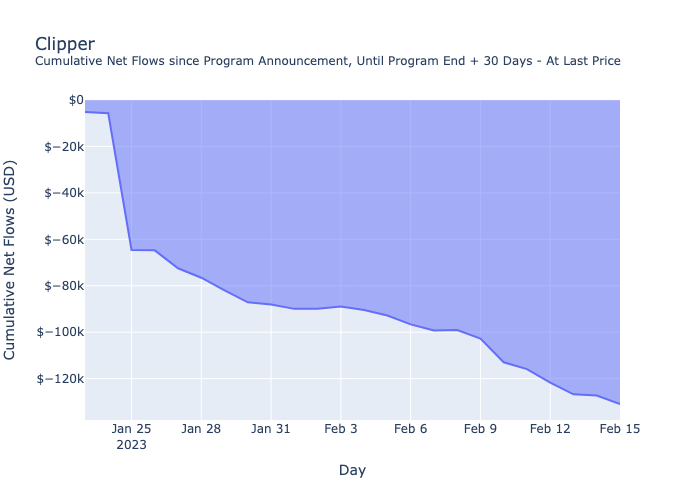 Clipper
Cumulative Net Flows since Program Announcement, Until Program End + 30 Days - At Last Price
Cumulative Net Flows (USD)
$0
$−20k
$−40k
$−60k
$−80k
$−100k
$−120k
Jan 25
2023
Jan 28
Jan 31
Feb 3
Feb 6
Feb 9
Feb 12
Feb 15
Day